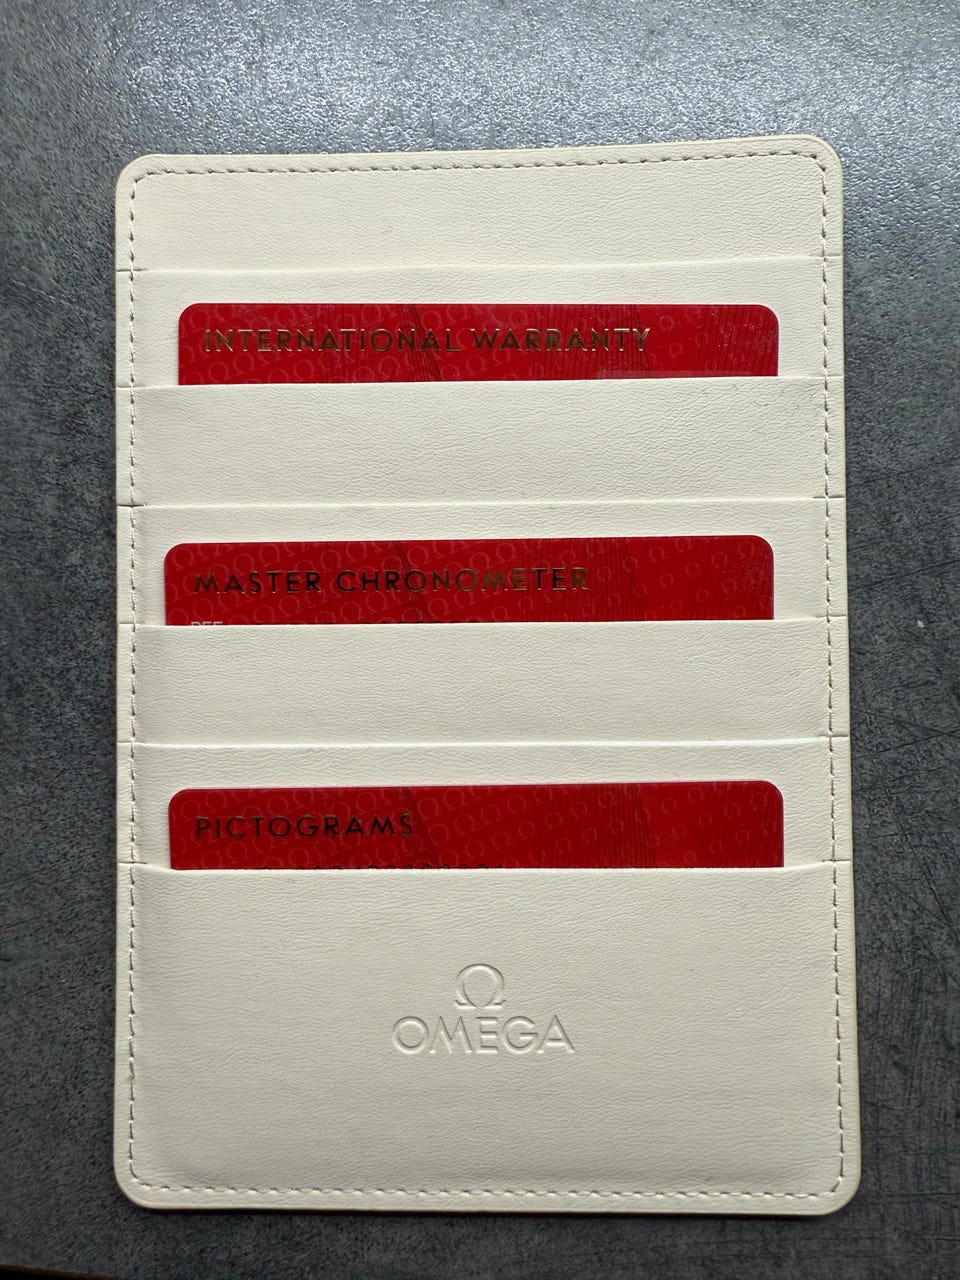 INTERNATIONAL WARRANTY
MASTER CHRONOMETER
PICTOGRAMS
Ω
OMEGA